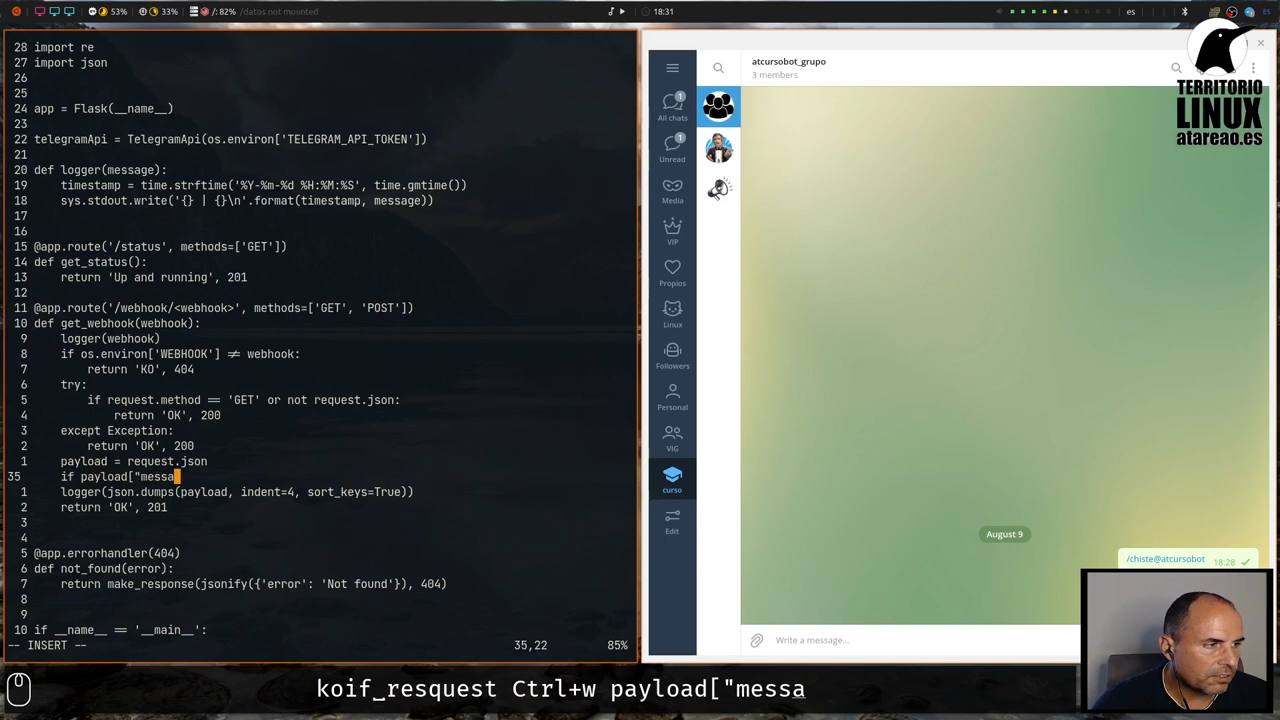 53% 33% /: 82% /datos not mounted
18:31
es
ES
28 import re
27 import json
26
25
24 app = Flask(__name__)
23
22 telegramApi = TelegramApi(os.environ['TELEGRAM_API_TOKEN'])
21
20 def logger(message):
19 timestamp = time.strftime('%Y-%m-%d %H:%M:%S', time.gmtime())
18 sys.stdout.write('{} | {}\n'.format(timestamp, message))
17
16
15 @app.route('/status', methods=['GET'])
14 def get_status():
13 return 'Up and running', 201
12
11 @app.route('/webhook/<webhook>', methods=['GET', 'POST'])
10 def get_webhook(webhook):
9 logger(webhook)
8 if os.environ['WEBHOOK'] ≠ webhook:
7 return 'KO', 404
6 try:
5 if request.method == 'GET' or not request.json:
4 return 'OK', 200
3 except Exception:
2 return 'OK', 200
1 payload = request.json
35 if payload["messa
1 logger(json.dumps(payload, indent=4, sort_keys=True))
2 return 'OK', 201
3
4
5 @app.errorhandler(404)
6 def not_found(error):
7 return make_response(jsonify({'error': 'Not found'}), 404)
8
9
10 if __name__ == '__main__':
-- INSERT -- 35,22 85%
1
All chats
1
Unread
Media
VIP
Propios
Linux
Followers
Personal
VIG
curso
Edit
atcursobot_grupo
3 members
TERRITORIO
LINUX
atareao.es
August 9
/chiste@atcursobot 18:28
Write a message...
koif_resquest Ctrl+w payload["messa